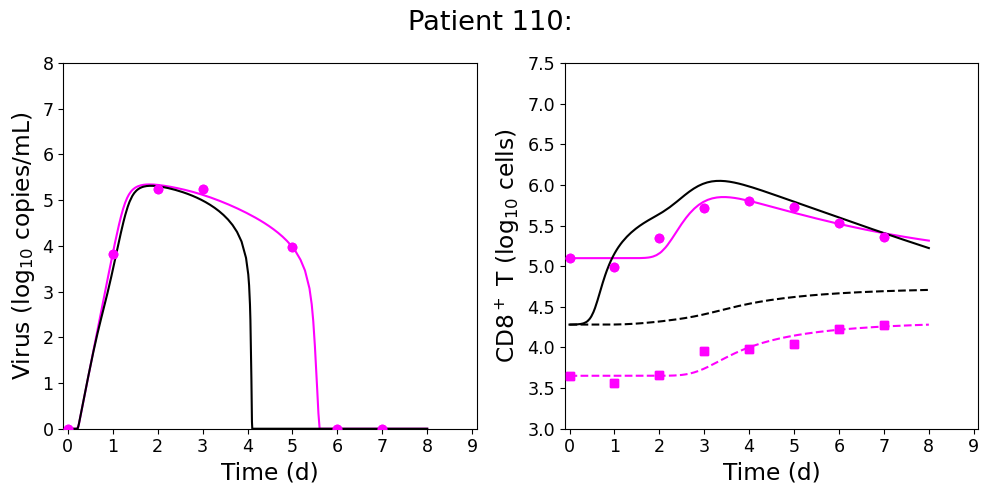 Patient 110:
Virus (log₁₀ copies/mL)
8
7
6
5
4
3
2
1
0
0 1 2 3 4 5 6 7 8 9
Time (d)
CD8⁺ T (log₁₀ cells)
7.5
7.0
6.5
6.0
5.5
5.0
4.5
4.0
3.5
3.0
0 1 2 3 4 5 6 7 8 9
Time (d)